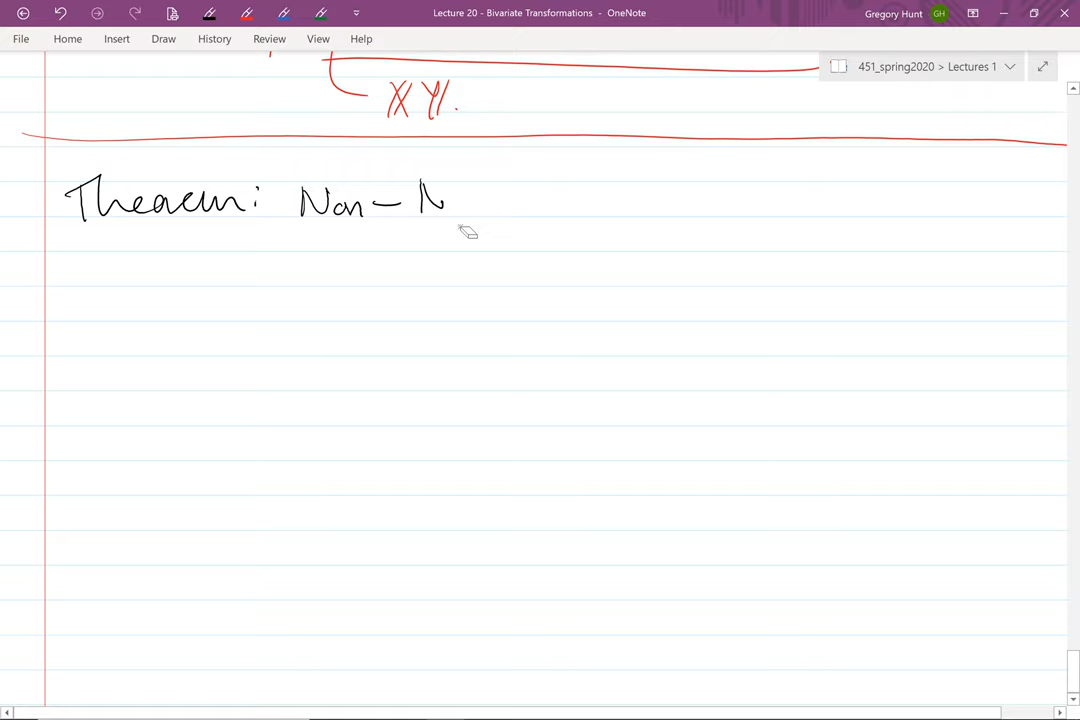 Lecture 20 - Bivariate Transformations - OneNote
Gregory Hunt GH
File Home Insert Draw History Review View Help
451_spring2020 > Lectures 1
X Y.
Theorem: Non-N